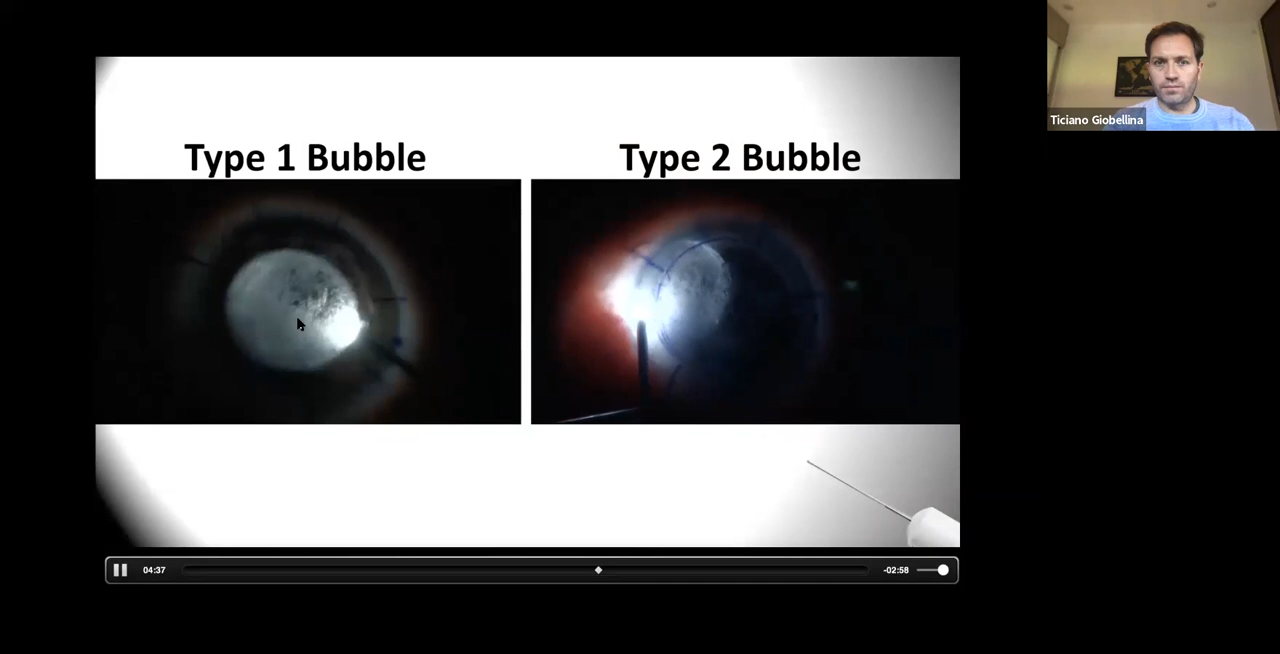 Type 1 Bubble
Type 2 Bubble
Ticiano Giobellina
04:37
-02:58